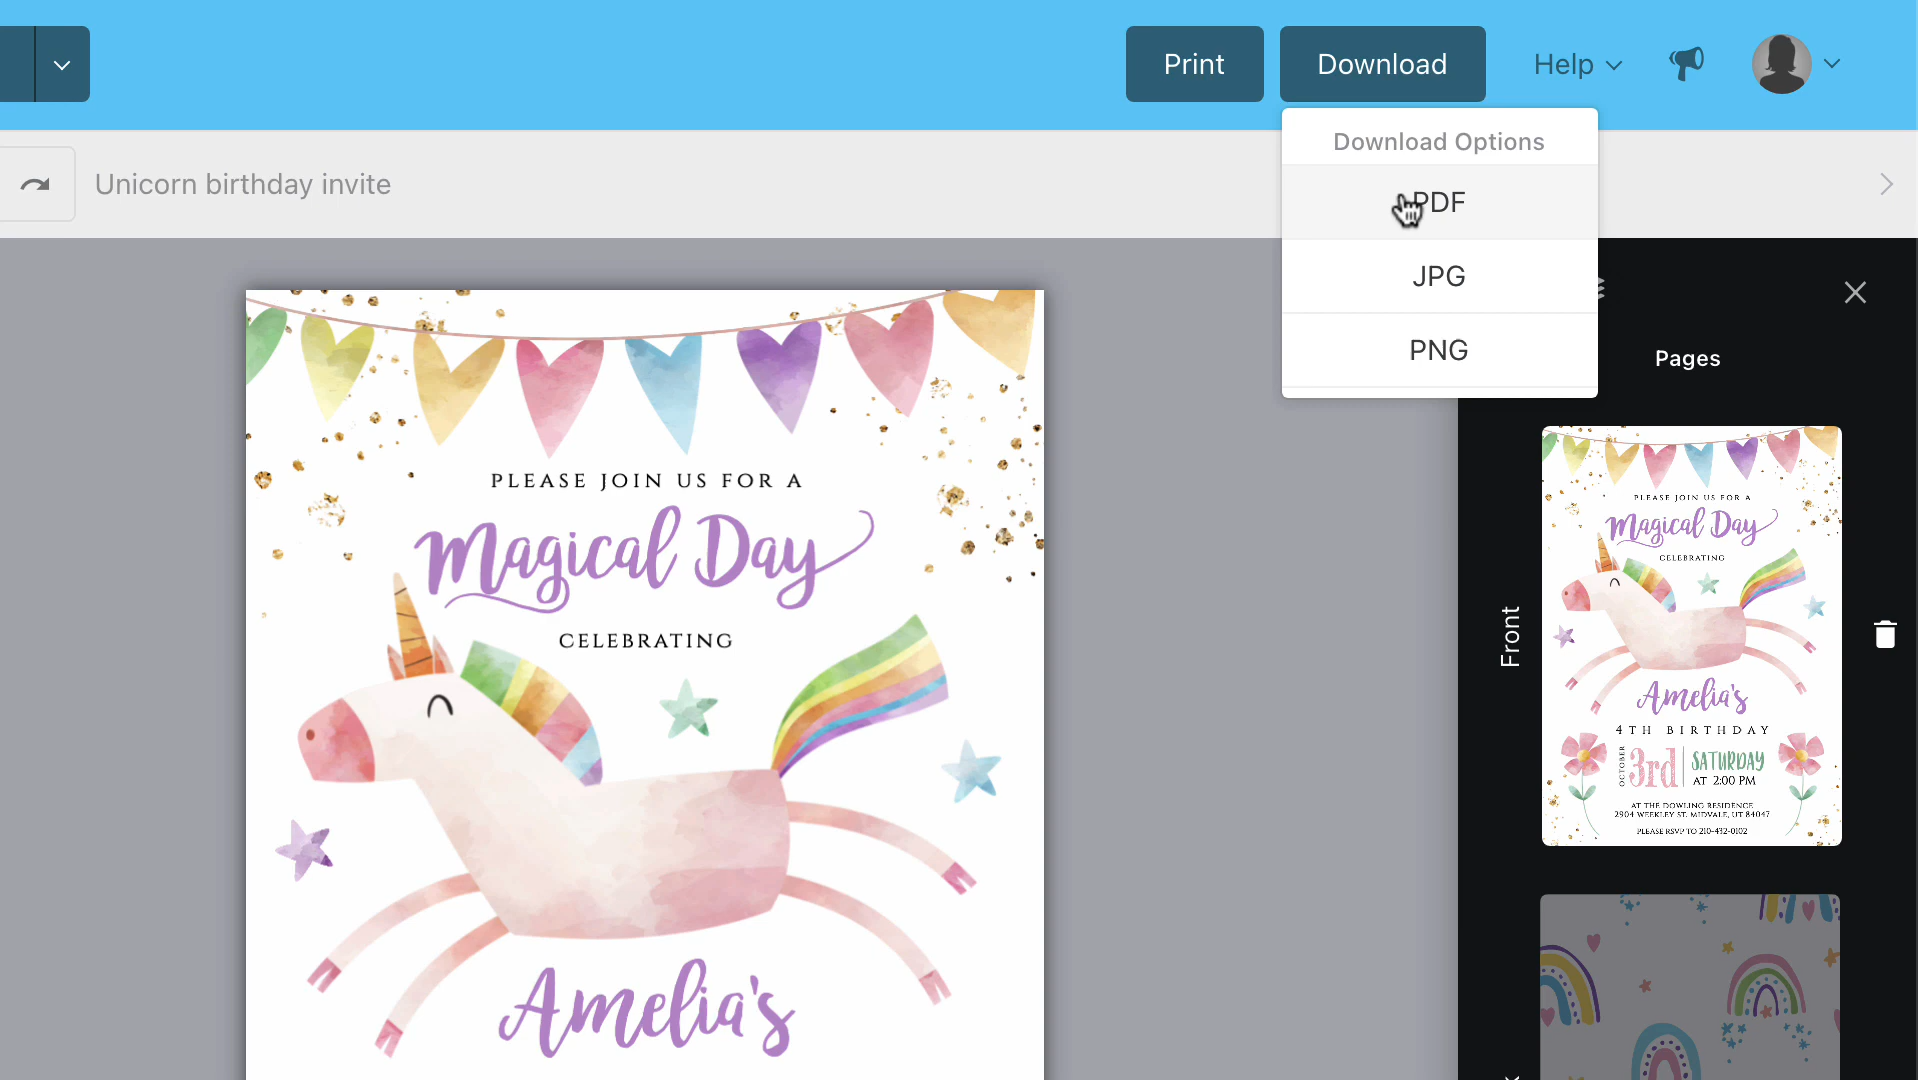 Print
Download
Help
Download Options
Unicorn birthday invite
PDF
JPG
PNG
Pages
PLEASE JOIN US FOR A
Magical Day
CELEBRATING
Amelia's
Front
PLEASE JOIN US FOR A
Magical Day
CELEBRATING
Amelia's
4TH BIRTHDAY
OCTOBER
3rd
SATURDAY
AT 2:00 PM
AT THE DOWLING RESIDENCE
2904 WEEKLEY ST. MIDVALE, UT 84047
PLEASE RSVP TO 210-432-0102